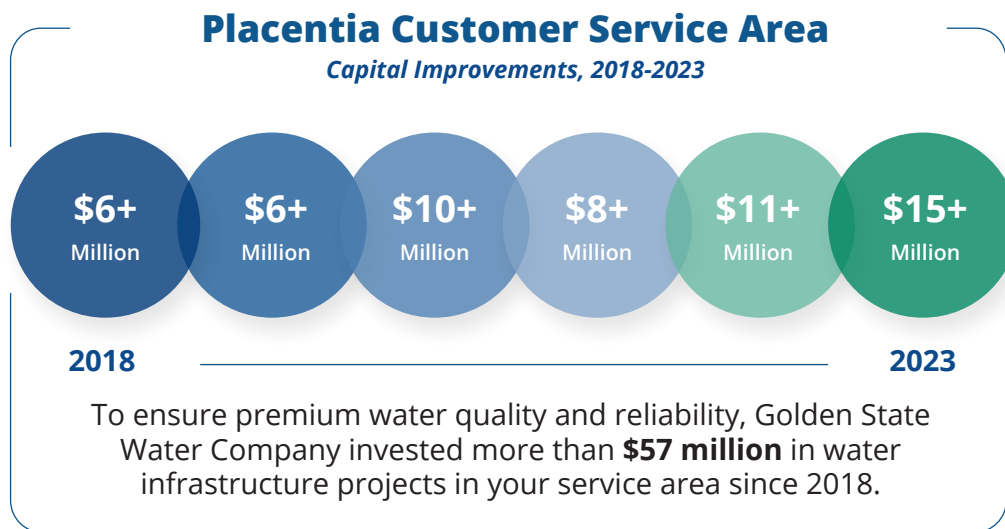 Placentia Customer Service Area
Capital Improvements, 2018-2023
$6+
Million
$6+
Million
$10+
Million
$8+
Million
$11+
Million
$15+
Million
2018
2023
To ensure premium water quality and reliability, Golden State
Water Company invested more than $57 million in water
infrastructure projects in your service area since 2018.